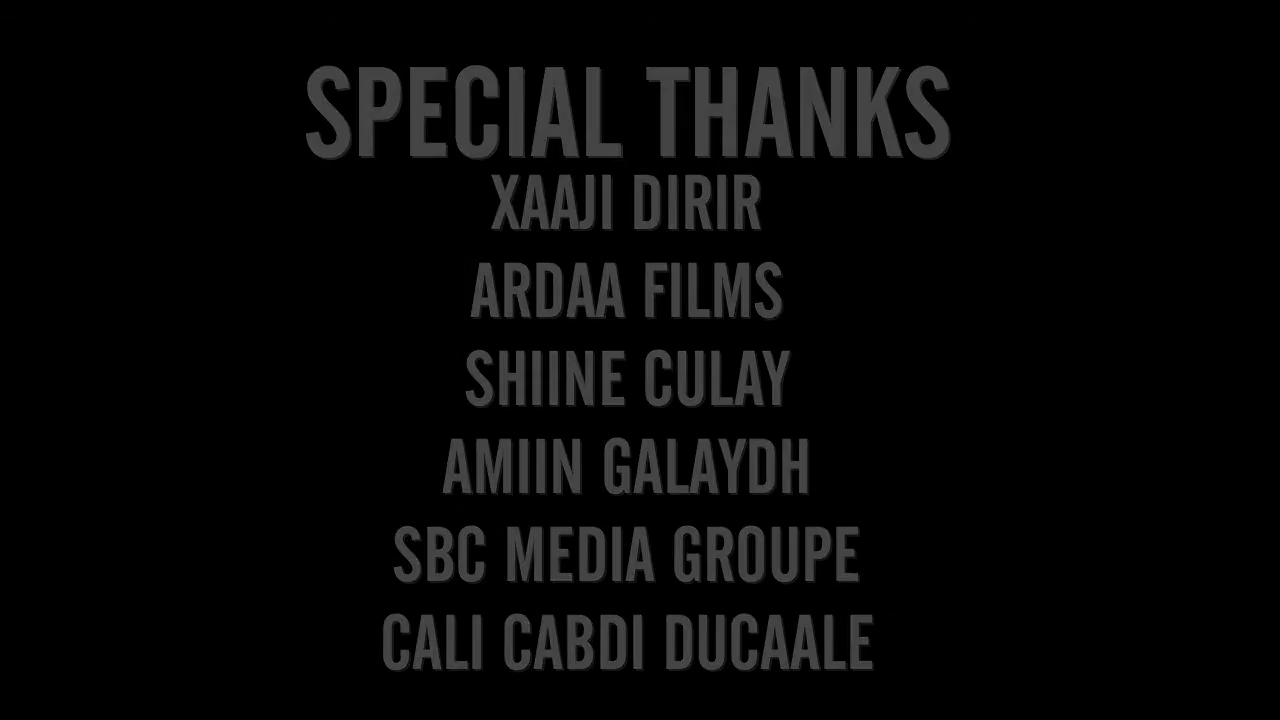 SPECIAL THANKS
XAAJI DIRIR
ARDAA FILMS
SHIINE CULAY
AMIIN GALAYDH
SBC MEDIA GROUPE
CALI CABDI DUCAALE